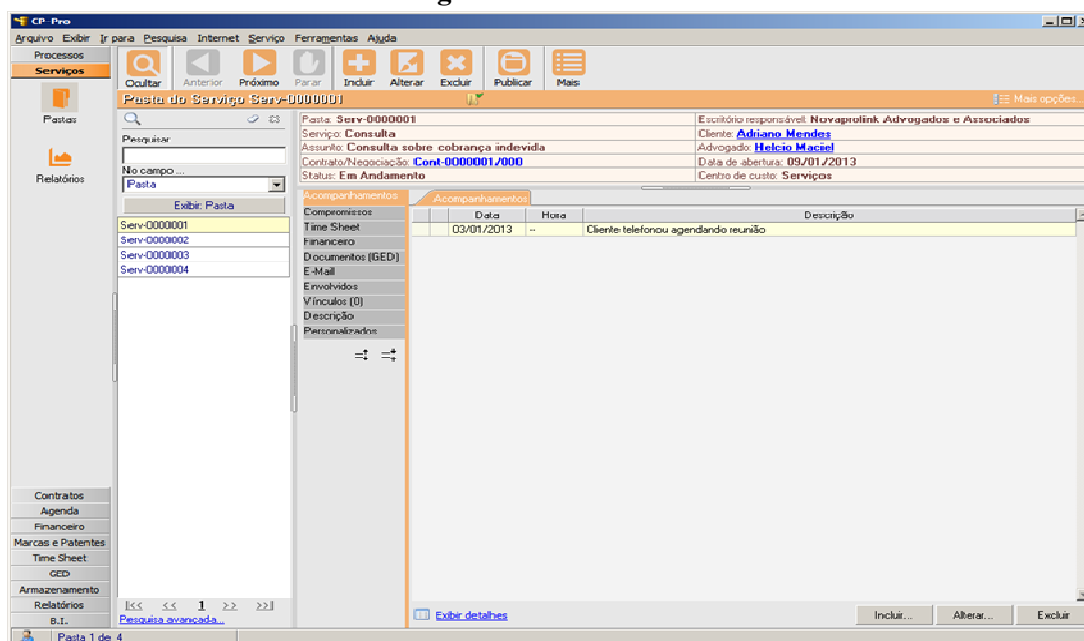 CP-Pro
Arquivo Exibir Ir para Pesquisa Internet Serviço Ferramentas Ajuda
Processos
Serviços
Pastas
Relatórios
Contratos
Agenda
Financeiro
Marcas e Patentes
Time Sheet
GED
Armazenamento
Relatórios
B.I.
Ocultar Anterior Próximo Parar Incluir Alterar Excluir Publicar Mais
Pasta do Serviço Serv-0000001
Mais opções...
Pesquisar
No campo...
Pasta
Exibir: Pasta
Serv-0000001
Serv-0000002
Serv-0000003
Serv-0000004
|<< << 1 >> >>|
Pesquisa avançada...
Pasta: Serv-0000001
Serviço: Consulta
Assunto: Consulta sobre cobrança indevida
Contrato/Negociação: Cont-0000001/000
Status: Em Andamento
Escritório responsável: Novaprolink Advogados e Associados
Cliente: Adriano Mendes
Advogado: Helcio Maciel
Data de abertura: 09/01/2013
Centro de custo: Serviços
Acompanhamentos
Compromissos
Time Sheet
Financeiro
Documentos (GED)
E-Mail
Envolvidos
Vínculos (0)
Descrição
Personalizados
Acompanhamentos
Data Hora Descrição
03/01/2013 -- Cliente telefonou agendando reunião
Exibir detalhes
Incluir... Alterar... Excluir
Pasta 1 de 4